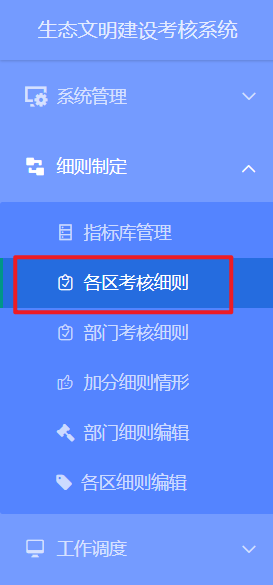 生态文明建设考核系统
系统管理
细则制定
指标库管理
各区考核细则
部门考核细则
加分细则情形
部门细则编辑
各区细则编辑
工作调度